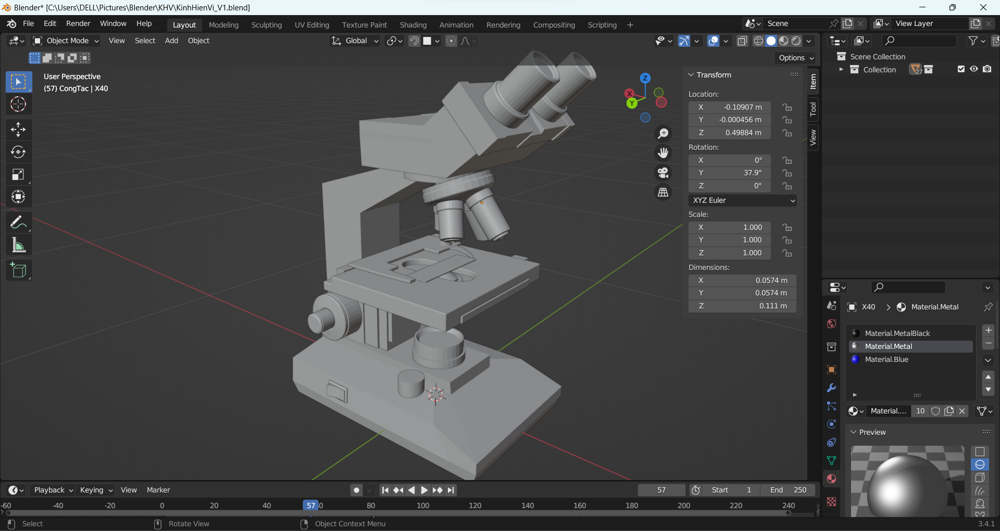 Blender* [C:\Users\DELL\Pictures\Blender\KHV\KinhHienVi_V1.blend]
File Edit Render Window Help Layout Modeling Sculpting UV Editing Texture Paint Shading Animation Rendering Compositing Scripting + Scene View Layer
Object Mode View Select Add Object Global
Options
User Perspective
(57) CongTac | X40
Z
X
Y
Transform
Location:
X -0.10907 m
Y -0.000456 m
Z 0.49884 m
Rotation:
X 0°
Y 37.9°
Z 0°
XYZ Euler
Scale:
X 1.000
Y 1.000
Z 1.000
Dimensions:
X 0.0574 m
Y 0.0574 m
Z 0.111 m
Item
Tool
View
Scene Collection
Collection 27
X40 > Material.Metal
Material.MetalBlack
Material.Metal
Material.Blue
Material.... 10
Preview
Playback Keying View Marker 57 Start 1 End 250
-60 -40 -20 0 20 40 57 80 100 120 140 160 180 200 220 240
Select Rotate View Object Context Menu 3.4.1